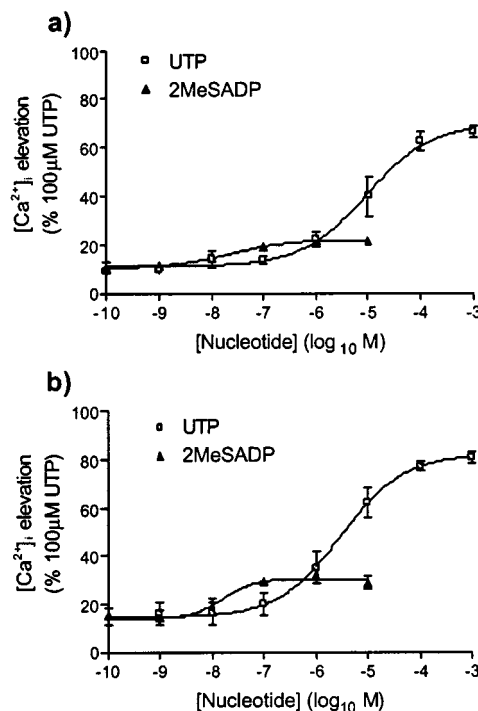 a)
UTP
2MeSADP
[Ca²⁺]ᵢ elevation
(% 100µM UTP)
100
80
60
40
20
0
-10 -9 -8 -7 -6 -5 -4 -3
[Nucleotide] (log₁₀ M)
b)
UTP
2MeSADP
[Ca²⁺]ᵢ elevation
(% 100µM UTP)
100
80
60
40
20
0
-10 -9 -8 -7 -6 -5 -4 -3
[Nucleotide] (log₁₀ M)